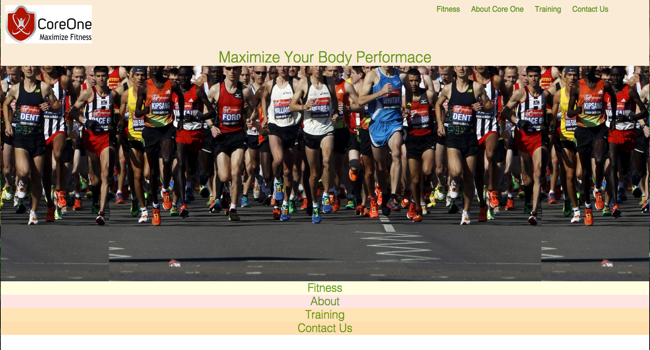 CoreOne
Maximize Fitness
Fitness About Core One Training Contact Us
Maximize Your Body Performace
DENT
FORD
DENT
KIPSANG
Fitness
About
Training
Contact Us